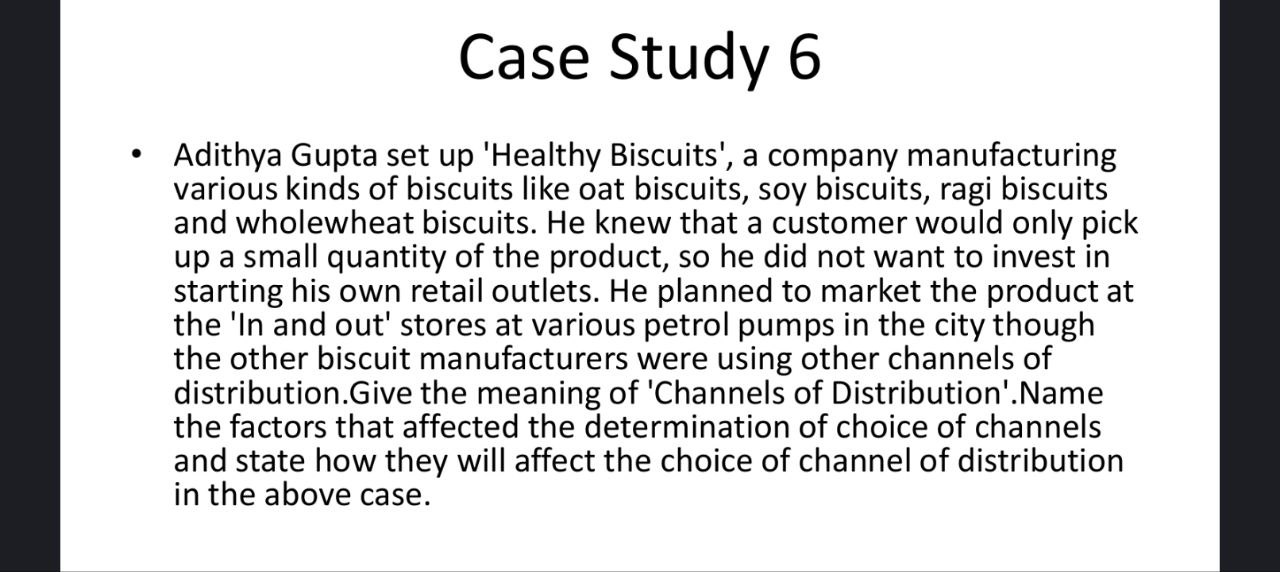 Case Study 6
• Adithya Gupta set up 'Healthy Biscuits', a company manufacturing
various kinds of biscuits like oat biscuits, soy biscuits, ragi biscuits
and wholewheat biscuits. He knew that a customer would only pick
up a small quantity of the product, so he did not want to invest in
starting his own retail outlets. He planned to market the product at
the 'In and out' stores at various petrol pumps in the city though
the other biscuit manufacturers were using other channels of
distribution.Give the meaning of 'Channels of Distribution'.Name
the factors that affected the determination of choice of channels
and state how they will affect the choice of channel of distribution
in the above case.